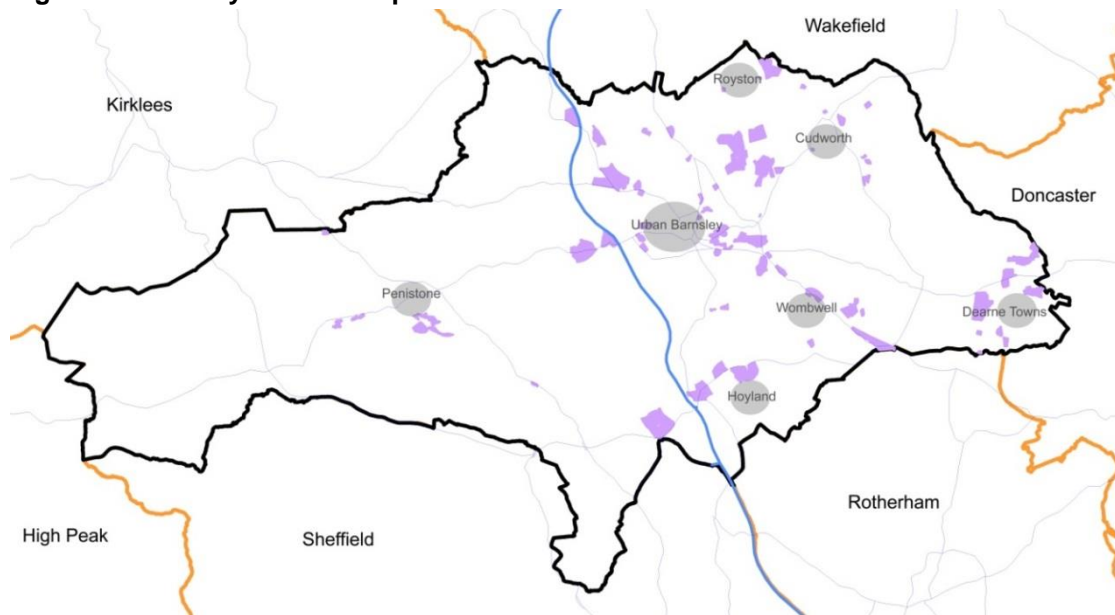 Wakefield
Royston
Kirklees
Cudworth
Doncaster
Urban Barnsley
Penistone
Wombwell
Dearne Towns
Hoyland
Rotherham
High Peak
Sheffield